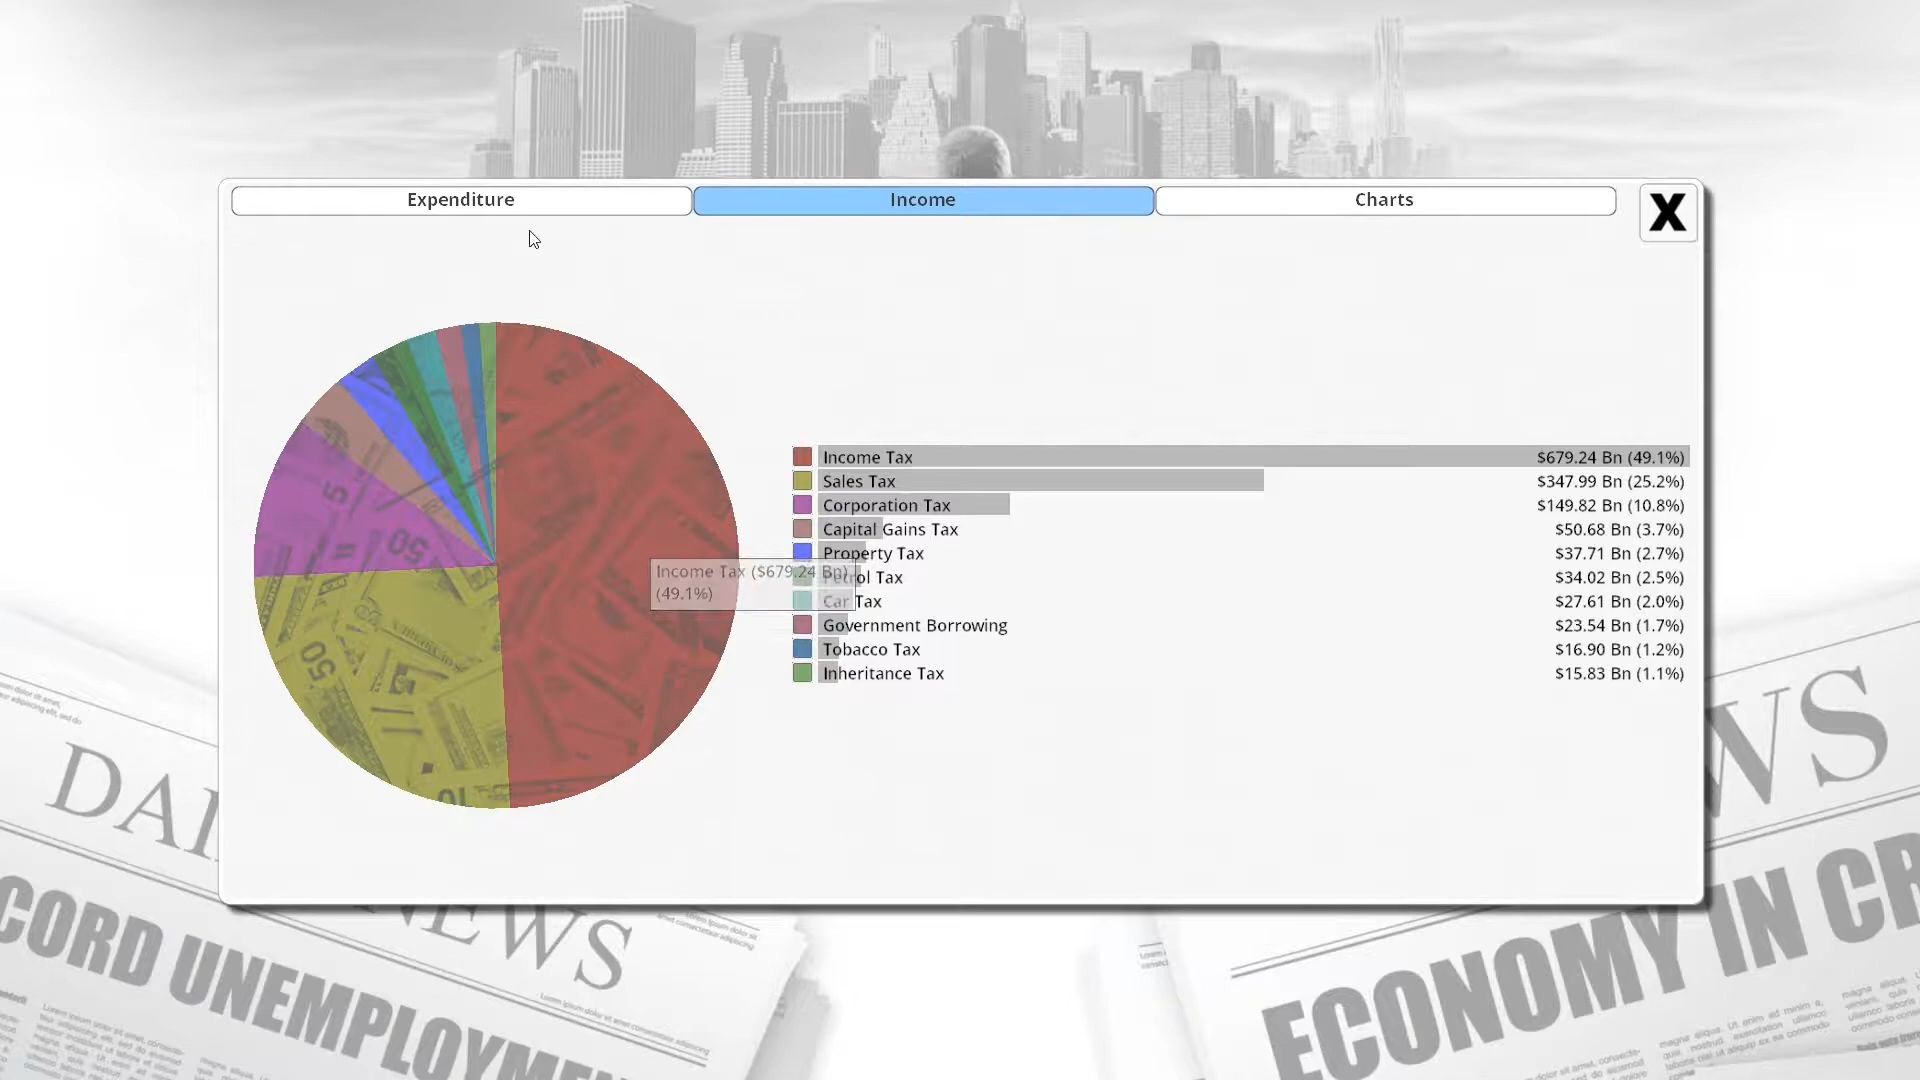 Expenditure
Income
Charts
X
Income Tax $679.24 Bn (49.1%)
Sales Tax $347.99 Bn (25.2%)
Corporation Tax $149.82 Bn (10.8%)
Capital Gains Tax $50.68 Bn (3.7%)
Property Tax $37.71 Bn (2.7%)
Petrol Tax $34.02 Bn (2.5%)
Car Tax $27.61 Bn (2.0%)
Government Borrowing $23.54 Bn (1.7%)
Tobacco Tax $16.90 Bn (1.2%)
Inheritance Tax $15.83 Bn (1.1%)
Income Tax ($679.24 Bn)
(49.1%)
5
50
50
10
DAI
NEWS
CORD UNEMPLOYME
WS
ECONOMY IN CR